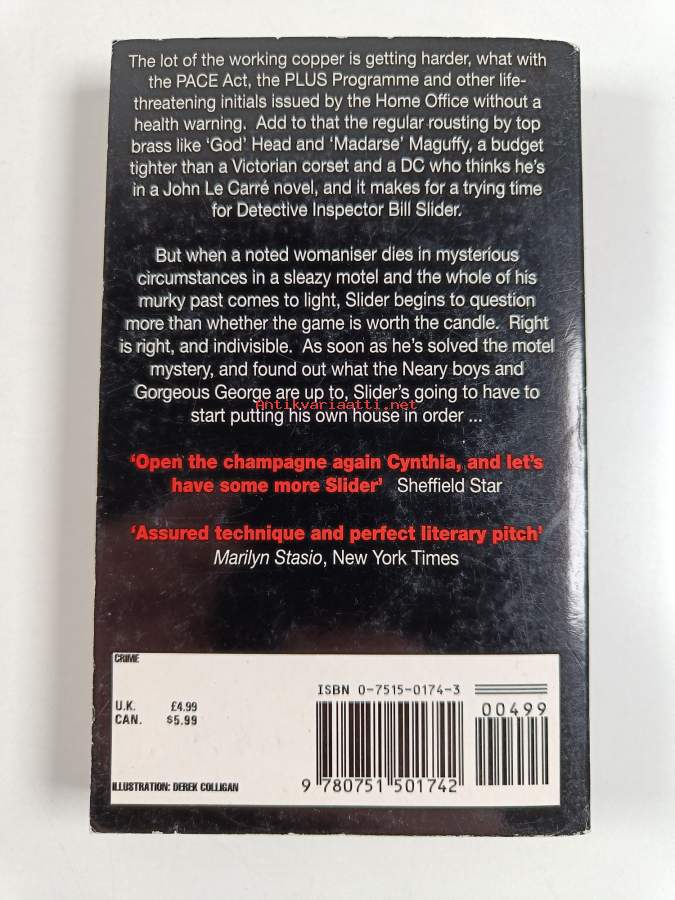 The lot of the working copper is getting harder, what with
the PACE Act, the PLUS Programme and other life-
threatening initials issued by the Home Office without a
health warning. Add to that the regular rousting by top
brass like ‘God’ Head and ‘Madarse’ Maguffy, a budget
tighter than a Victorian corset and a DC who thinks he’s
in a John Le Carré novel, and it makes for a trying time
for Detective Inspector Bill Slider.
But when a noted womaniser dies in mysterious
circumstances in a sleazy motel and the whole of his
murky past comes to light, Slider begins to question
more than whether the game is worth the candle. Right
is right, and indivisible. As soon as he’s solved the motel
mystery, and found out what the Neary boys and
Gorgeous George are up to, Slider’s going to have to
Antikvariaatti.net
start putting his own house in order ...
‘Open the champagne again Cynthia, and let’s
have some more Slider’ Sheffield Star
‘Assured technique and perfect literary pitch’
Marilyn Stasio, New York Times
CRIME
ISBN 0-7515-0174-3
U.K. £4.99
CAN. $5.99
00499
9 780751 501742
ILLUSTRATION: DEREK COLLIGAN